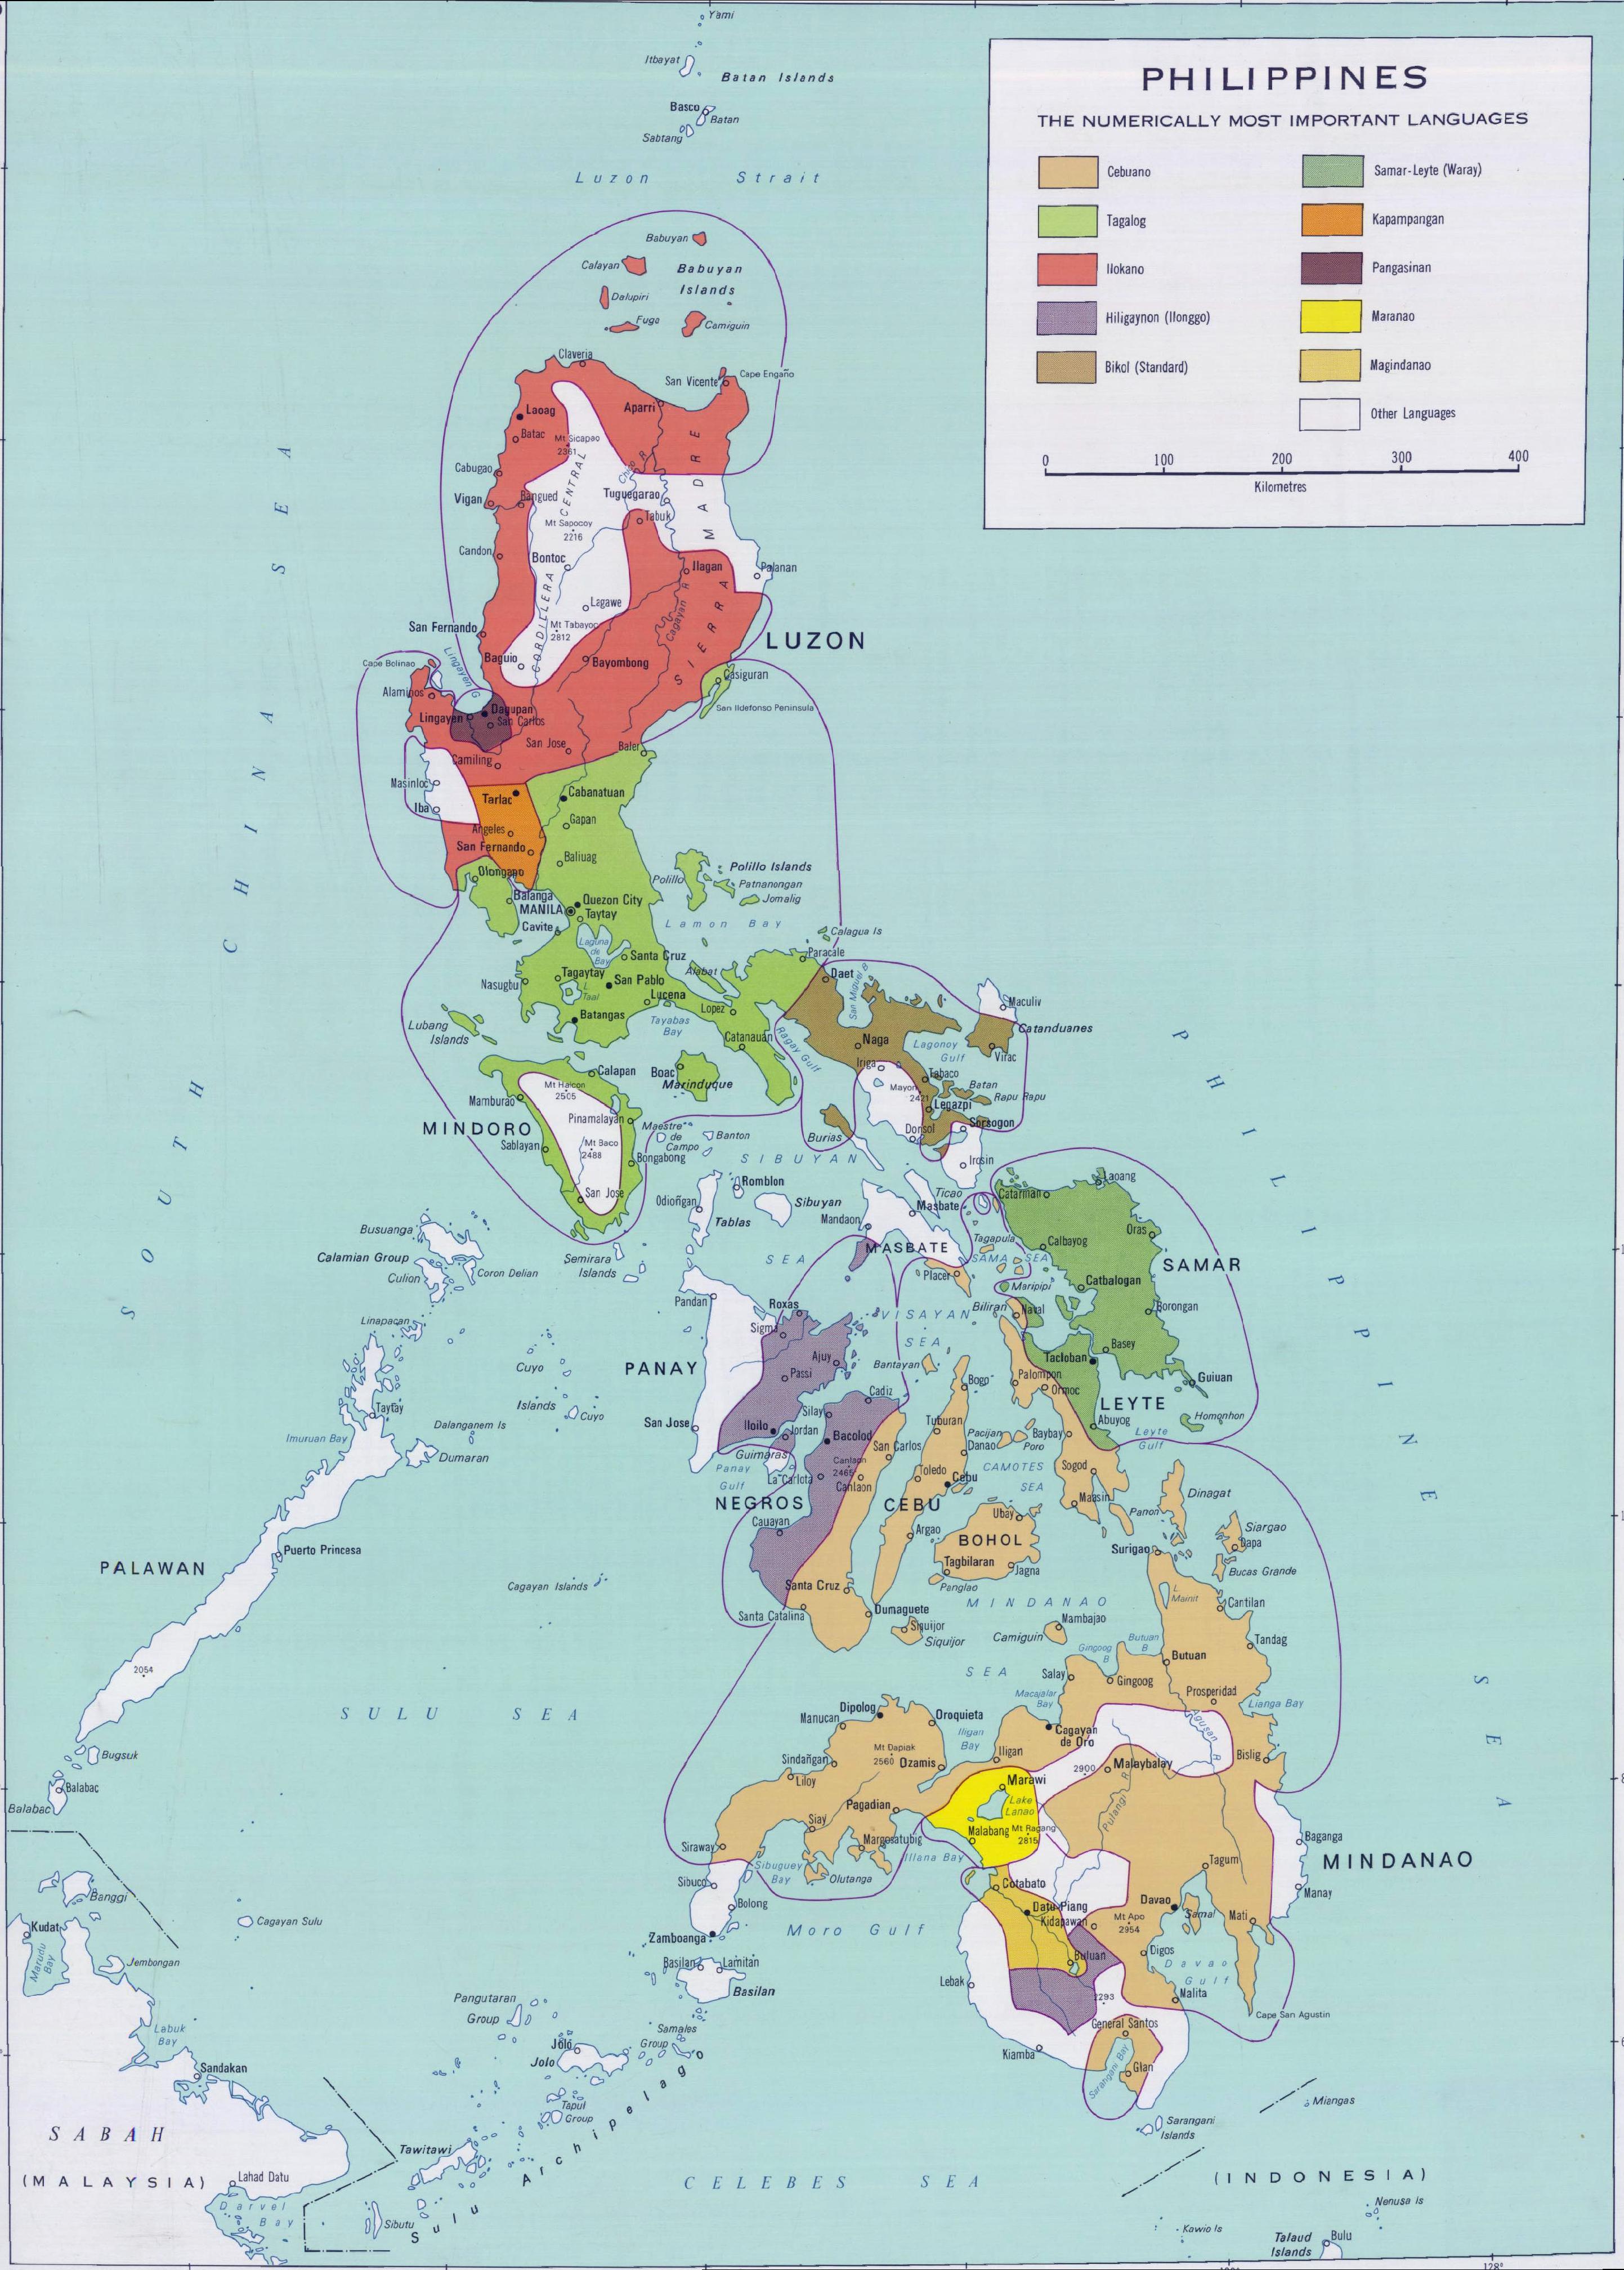 PHILIPPINES
THE NUMERICALLY MOST IMPORTANT LANGUAGES
Cebuano
Tagalog
Ilokano
Hiligaynon (Ilonggo)
Bikol (Standard)
Samar-Leyte (Waray)
Kapampangan
Pangasinan
Maranao
Magindanao
Other Languages
0 100 200 300 400
Kilometres
Y'ami
Itbayat
Batan Islands
Basco
Batan
Sabtang
Luzon Strait
Babuyan
Calayan
Babuyan
Islands
Dalupiri
Fuga
Camiguin
Claveria
San Vicente
Cape Engaño
Laoag
Aparri
Batac
Mt Sicapao
2361
Cabugao
Chico R
Vigan
Bangued
Tuguegarao
Tabuk
Mt Sapocoy
2216
Candon
Bontoc
Ilagan
Palanan
Lagawe
CORDILLERA CENTRAL
SIERRA MADRE
Cagayan R
San Fernando
Mt Tabayoc
2812
LUZON
Baguio
Bayombong
Cape Bolinao
Lingayen G
Casiguran
Alaminos
San Ildefonso Peninsula
Dagupan
Lingayen
San Carlos
San Jose
Baler
Camiling
Masinloc
Tarlac
Cabanatuan
Iba
Gapan
Angeles
San Fernando
Baliuag
Olongapo
Polillo Islands
Polillo
Patnanongan
Jomalig
Balanga
Quezon City
MANILA
Taytay
Cavite
Lamon Bay
Calagua Is
Laguna
de
Bay
Santa Cruz
Paracale
Tagaytay
Alabat
Daet
San Miguel B
Nasugbu
L
Taal
San Pablo
Lucena
Lopez
Maculiv
Batangas
Tayabas
Bay
Catanduanes
Lubang
Islands
Catanauan
Ragay Gulf
Naga
Lagonoy
Gulf
Virac
Iriga
Calapan
Boac
Marinduque
Tabaco
Batan
Mt Halcon
2505
Mayon
2421
Rapu Rapu
Mamburao
Legazpi
MINDORO
Pinamalayan
Maestre
de
Campo
Banton
Burias
Donsol
Sorsogon
Sablayan
Mt Baco
2488
Bongabong
SIBUYAN
SEA
Irosin
San Jose
Romblon
Odioñgan
Sibuyan
Tablas
Ticao
Masbate
Mandaon
MASBATE
Catarman
Laoang
Oras
Busuanga
Calamian Group
Culion
Coron Delian
Semirara
Islands
Tagapula
Calbayog
SAMAR
SAMAR SEA
Placer
Catbalogan
Maripipi
Pandan
Roxas
Biliran
Naval
Borongan
Linapacan
Sigma
VISAYAN
SEA
Ajuy
Basey
Tacloban
Cuyo
Islands
PANAY
Passi
Bantayan
Palompon
Guiuan
Cadiz
Bogo
Ormoc
LEYTE
Taytay
Cuyo
San Jose
Silay
Iloilo
Jordan
Bacolod
Tuburan
Abuyog
Homonhon
Dalanganem Is
Imuruan Bay
Dumaran
Guimaras
San Carlos
Pacijan
Danao
Poro
Baybay
Leyte
Gulf
Panay
Gulf
La Carlota
Canlaon
2465
Canlaon
Toledo
Cebu
CAMOTES
SEA
Sogod
NEGROS
CEBU
Maasin
Dinagat
Panon
Cauayan
Argao
Ubay
BOHOL
Siargao
Dapa
Surigao
PALAWAN
Puerto Princesa
Tagbilaran
Jagna
Bucas Grande
Cagayan Islands
Santa Cruz
Panglao
L
Mainit
Santa Catalina
Dumaguete
MINDANAO
SEA
Cantilan
Siquijor
Siquijor
Mambajao
Camiguin
Gingoog
B
Butuan
B
Tandag
Butuan
2054
Salay
Gingoog
Macajalar
Bay
Prosperidad
Lianga Bay
SULU SEA
Dipolog
Oroquieta
Manucan
Iligan
Bay
Cagayan
de Oro
Agusan R
Mt Dapiak
2560
Ozamis
Iligan
Bislig
Bugsuk
Sindañgan
Liloy
2900
Malaybalay
Balabac
Balabac
Marawi
Lake
Lanao
Pulangi R
Pagadian
Siay
Malabang
Mt Ragang
2815
Baganga
Siraway
Margosatubig
Illana Bay
MINDANAO
Sibuguey
Bay
Olutanga
Tagum
Sibuco
Cotabato
Manay
Banggi
Bolong
Datu Piang
Davao
Kidapawan
Mt Apo
2954
Samal
Mati
Cagayan Sulu
Moro Gulf
Kudat
Zamboanga
Buluan
Digos
Marudu
Bay
Jembongan
Basilan
Lamitan
Basilan
Lebak
Davao
Gulf
2293
Malita
Pangutaran
Group
Cape San Agustin
Samales
Group
General Santos
Labuk
Bay
Jolo
Jolo
Kiamba
Sandakan
Glan
Sarangani Bay
Tapul
Group
Miangas
Sarangani
Islands
SABAH
(MALAYSIA)
Tawitawi
Sulu Archipelago
Lahad Datu
CELEBES SEA
(INDONESIA)
Darvel
Bay
Sibutu
Nenusa Is
Kawio Is
Talaud
Islands
Bulu
SOUTH CHINA SEA
PHILIPPINE SEA
128°